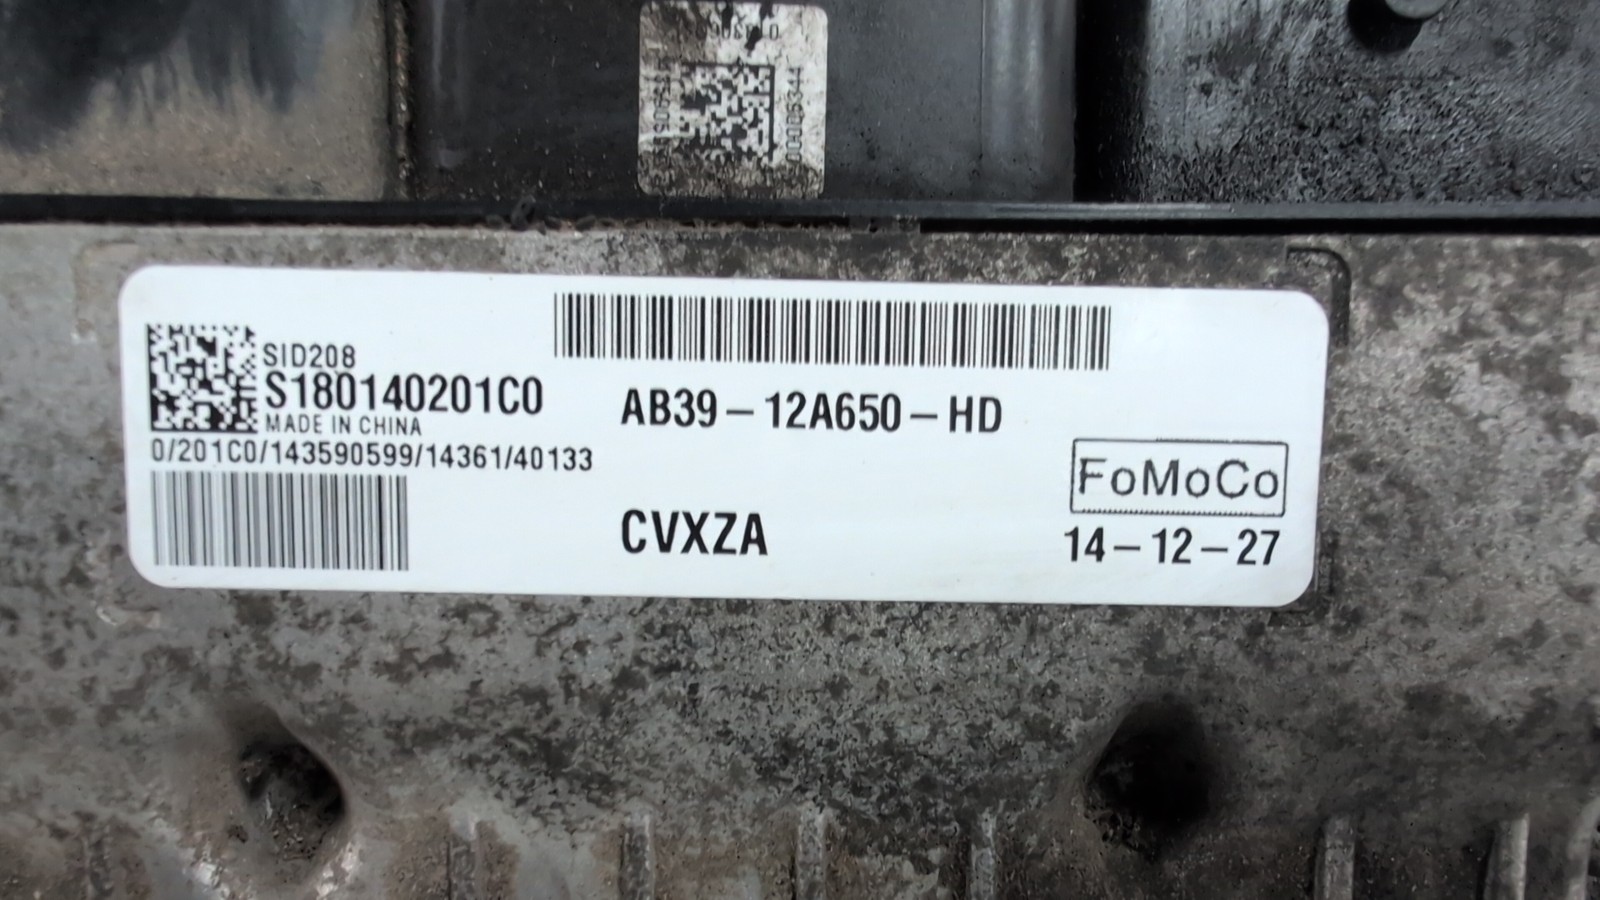 SID208
S180140201C0
MADE IN CHINA
0/201C0/143590599/14361/40133
AB39-12A650-HD
CVXZA
FoMoCo
14-12-27